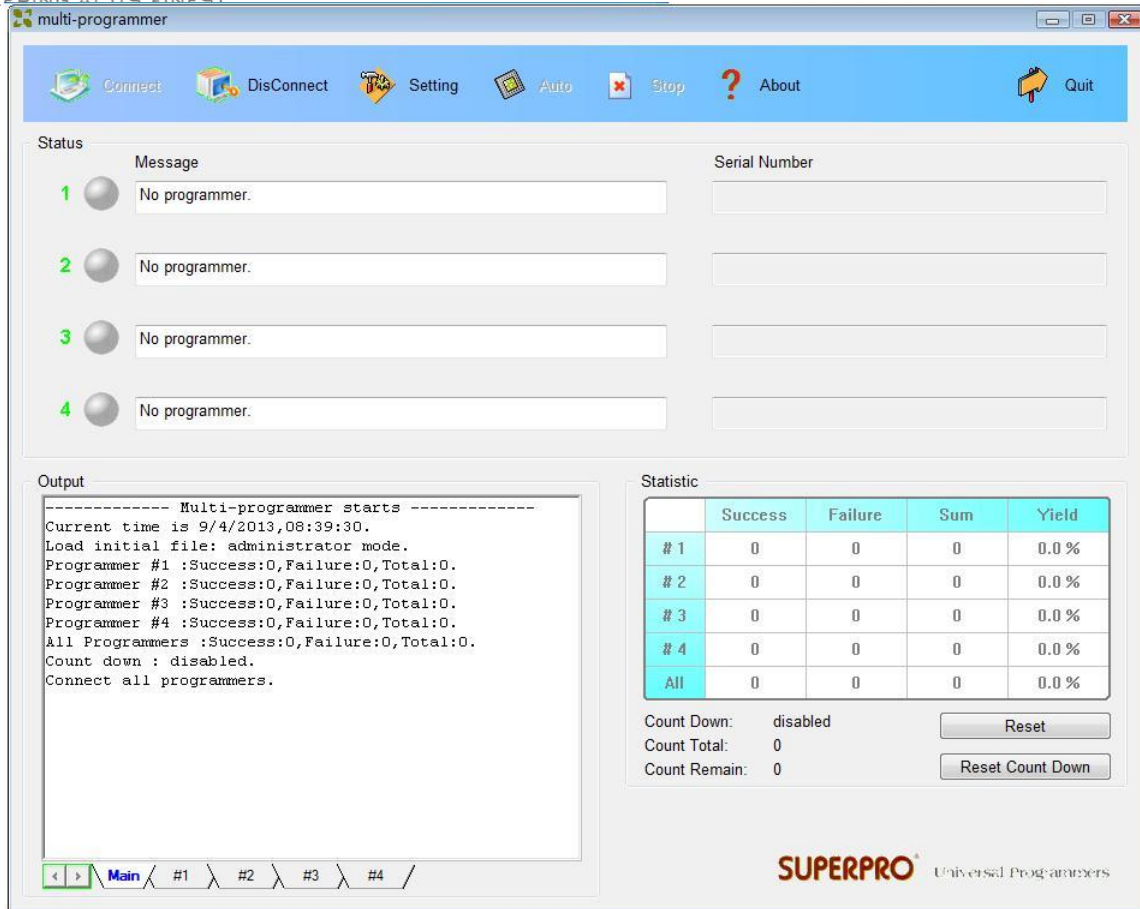 multi-programmer
Connect DisConnect Setting Auto Stop ? About Quit
Status
Message Serial Number
1 No programmer.
2 No programmer.
3 No programmer.
4 No programmer.
Output
------------- Multi-programmer starts -------------
Current time is 9/4/2013,08:39:30.
Load initial file: administrator mode.
Programmer #1 :Success:0,Failure:0,Total:0.
Programmer #2 :Success:0,Failure:0,Total:0.
Programmer #3 :Success:0,Failure:0,Total:0.
Programmer #4 :Success:0,Failure:0,Total:0.
All Programmers :Success:0,Failure:0,Total:0.
Count down : disabled.
Connect all programmers.
Main #1 #2 #3 #4
Statistic
Success Failure Sum Yield
# 1 0 0 0 0.0 %
# 2 0 0 0 0.0 %
# 3 0 0 0 0.0 %
# 4 0 0 0 0.0 %
All 0 0 0 0.0 %
Count Down: disabled
Count Total: 0
Count Remain: 0
Reset
Reset Count Down
SUPERPRO® Universal Programmers